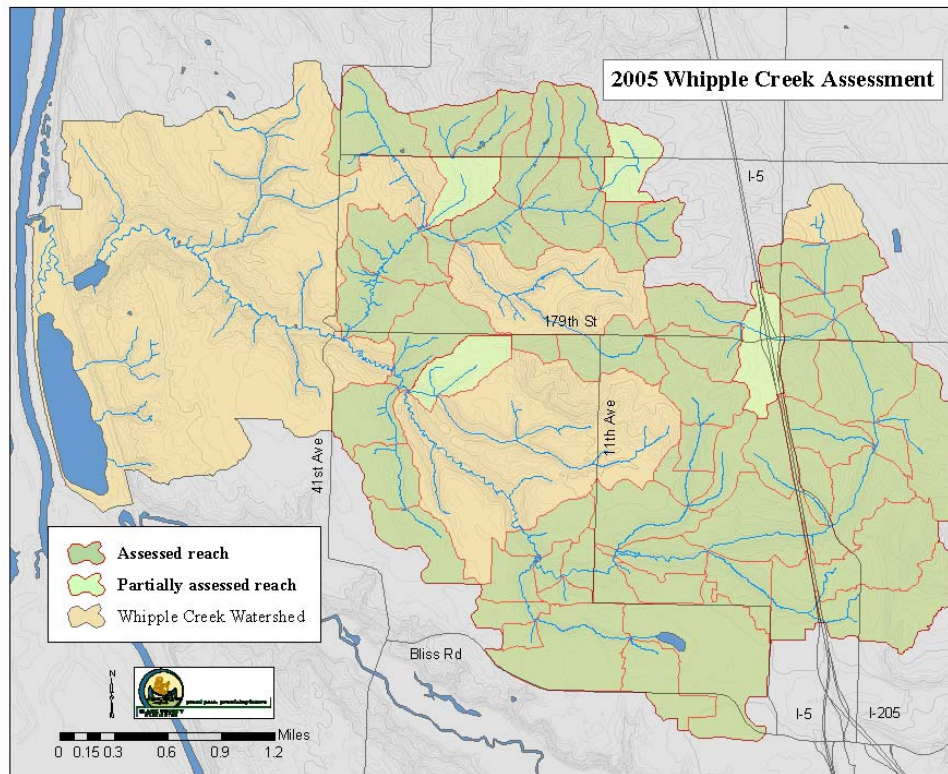 2005 Whipple Creek Assessment
I-5
179th St
11th Ave
41st Ave
Assessed reach
Partially assessed reach
Whipple Creek Watershed
Bliss Rd
N
I-5
I-205
Miles
0 0.15 0.3 0.6 0.9 1.2